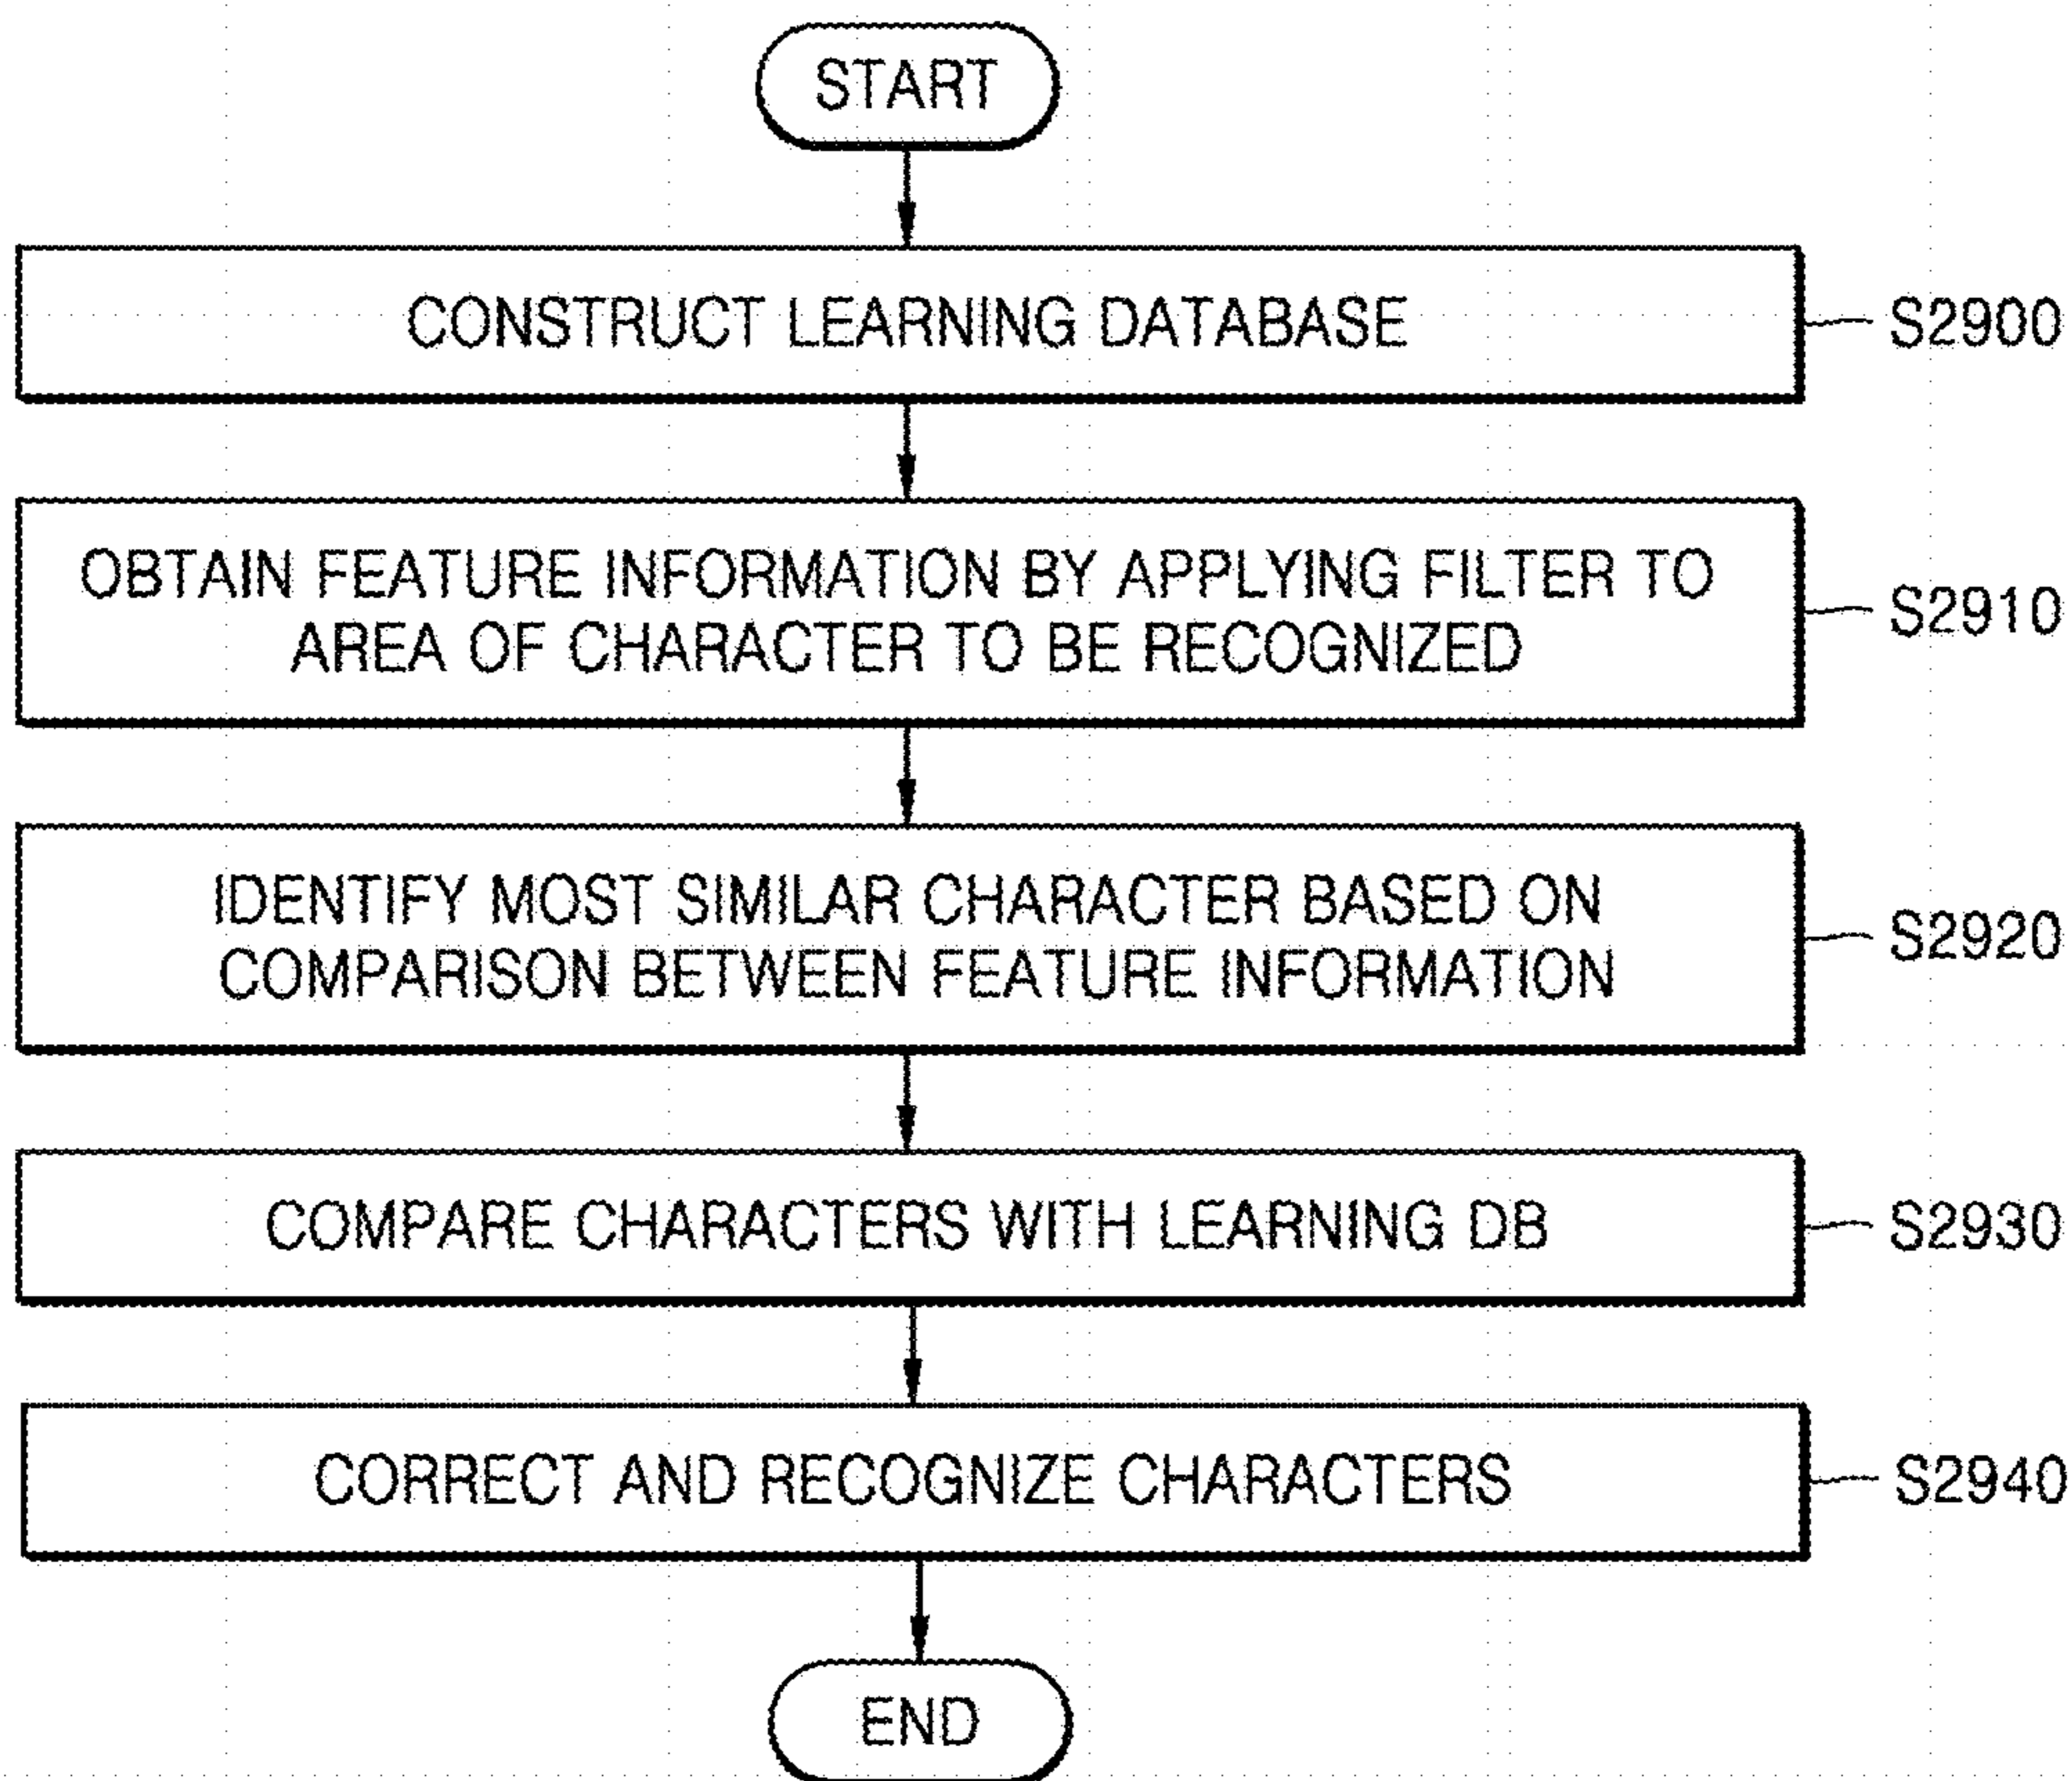 START
CONSTRUCT LEARNING DATABASE
S2900
OBTAIN FEATURE INFORMATION BY APPLYING FILTER TO
AREA OF CHARACTER TO BE RECOGNIZED
S2910
IDENTIFY MOST SIMILAR CHARACTER BASED ON
COMPARISON BETWEEN FEATURE INFORMATION
S2920
COMPARE CHARACTERS WITH LEARNING DB
S2930
CORRECT AND RECOGNIZE CHARACTERS
S2940
END